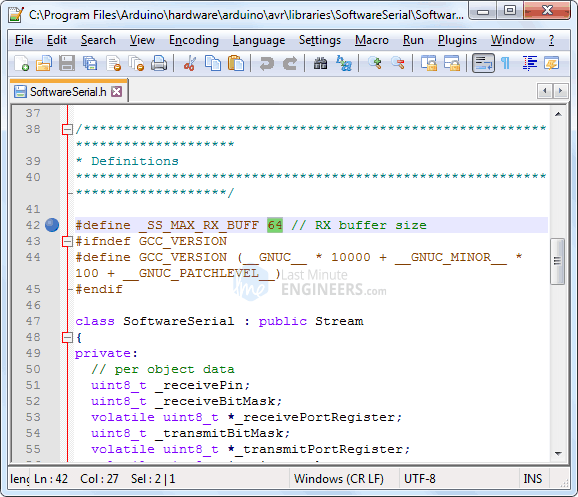 C:\Program Files\Arduino\hardware\arduino\avr\libraries\SoftwareSerial\Softwar...
File Edit Search View Encoding Language Settings Macro Run Plugins Window ?
SoftwareSerial.h
37
38 /*********************************************************
********************
39 * Definitions
40 **********************************************************
*******************/
41
42 #define _SS_MAX_RX_BUFF 64 // RX buffer size
43 #ifndef GCC_VERSION
44 #define GCC_VERSION (__GNUC__ * 10000 + __GNUC_MINOR__ *
100 + __GNUC_PATCHLEVEL__)
45 #endif
46
47 class SoftwareSerial : public Stream
48 {
49 private:
50 // per object data
51 uint8_t _receivePin;
52 uint8_t _receiveBitMask;
53 volatile uint8_t *_receivePortRegister;
54 uint8_t _transmitBitMask;
55 volatile uint8_t *_transmitPortRegister;
Last Minute
ENGINEERS.com
leng Ln : 42 Col : 27 Sel : 2 | 1 Windows (CR LF) UTF-8 INS